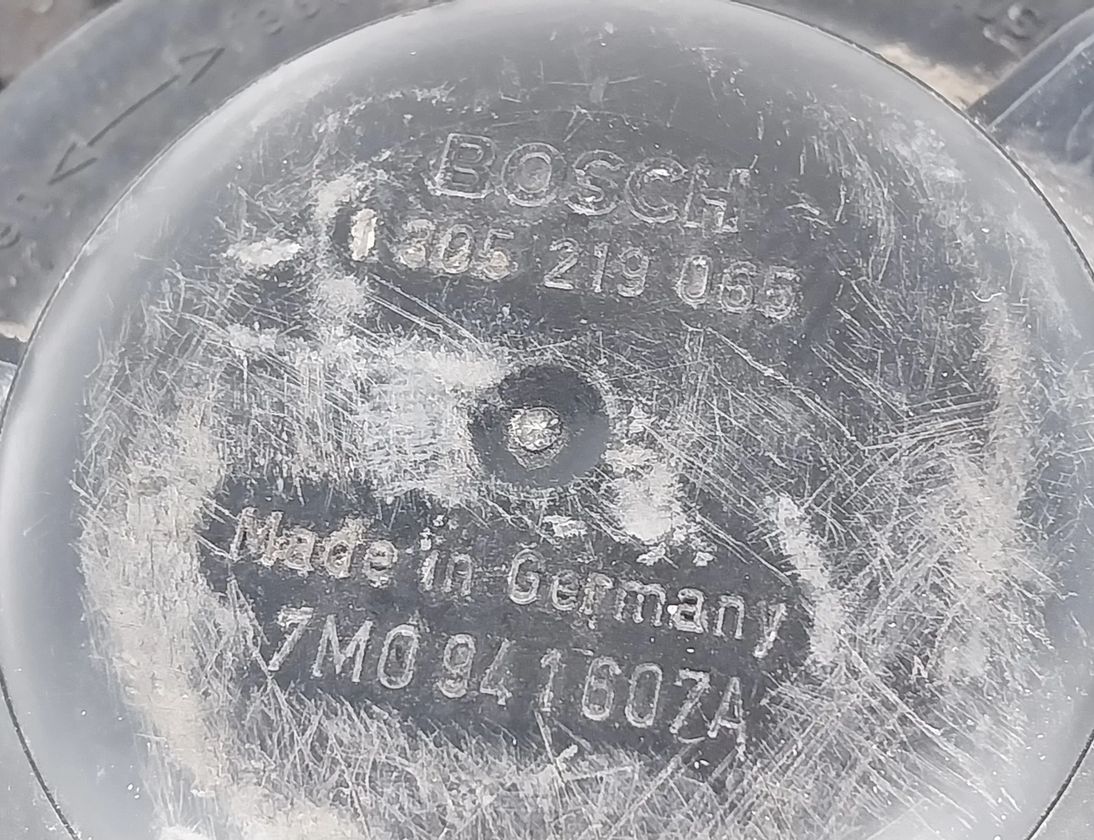 BOSCH
1 305 219 065
Made in Germany
7M0 941 607A